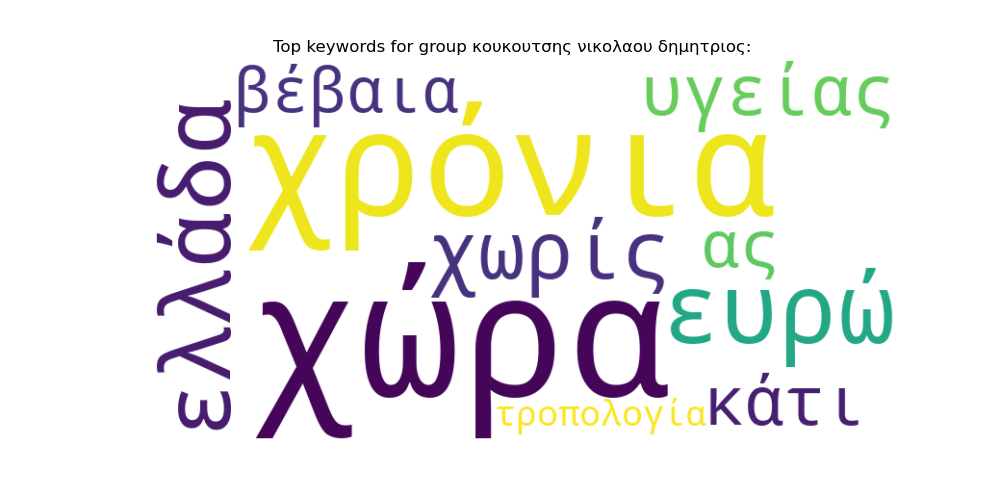 Top keywords for group κουκουτσης νικολαου δημητριος:
βέβαια
υγείας
ελλάδα
χρόνια
χωρίς
ας
χώρα
ευρώ
τροπολογία
κάτι